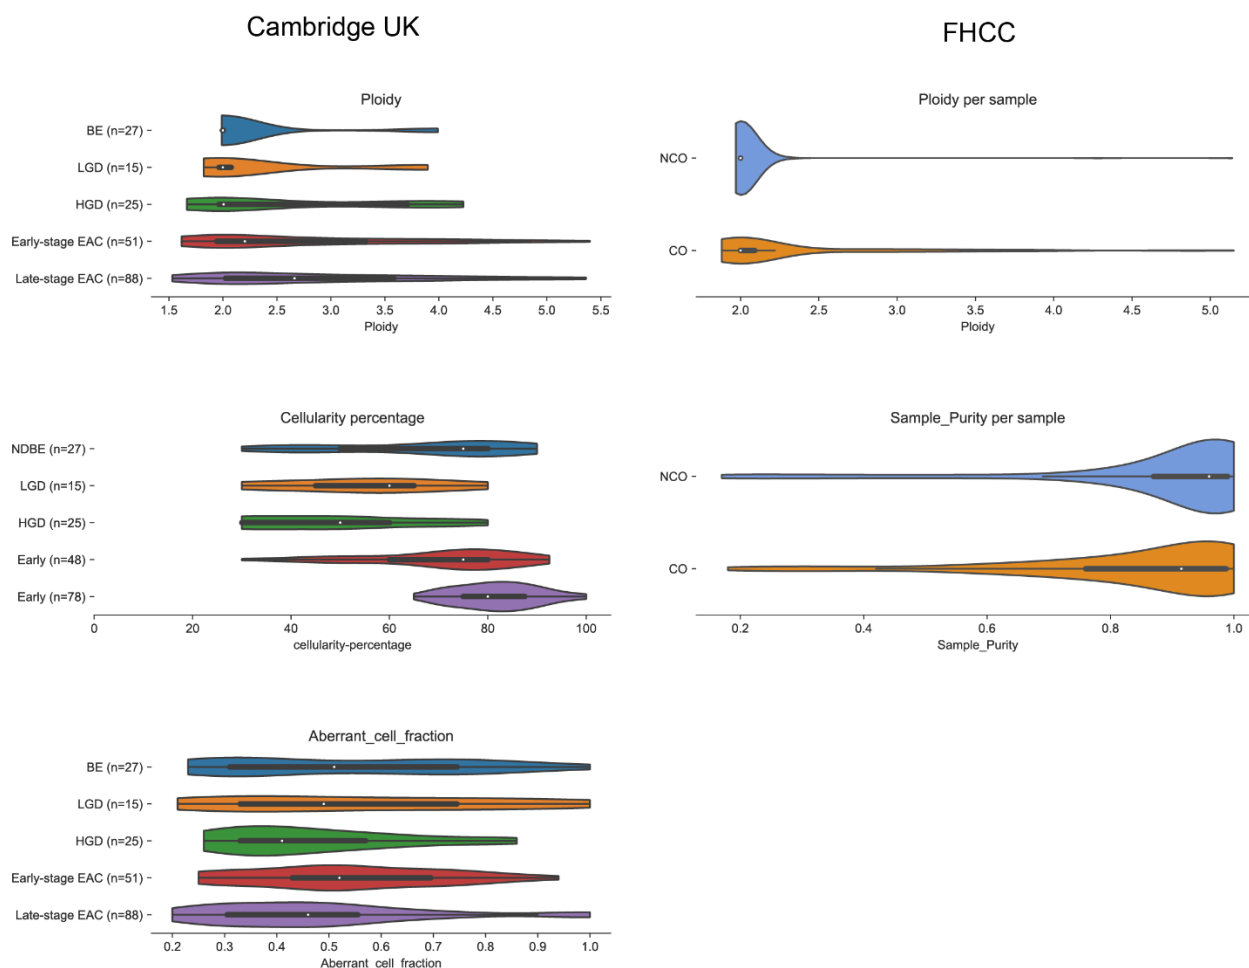 Cambridge UK
FHCC
Ploidy
BE (n=27)
LGD (n=15)
HGD (n=25)
Early-stage EAC (n=51)
Late-stage EAC (n=88)
1.5 2.0 2.5 3.0 3.5 4.0 4.5 5.0 5.5
Ploidy
Ploidy per sample
NCO
CO
2.0 2.5 3.0 3.5 4.0 4.5 5.0
Ploidy
Cellularity percentage
NDBE (n=27)
LGD (n=15)
HGD (n=25)
Early (n=48)
Early (n=78)
0 20 40 60 80 100
cellularity-percentage
Sample_Purity per sample
NCO
CO
0.2 0.4 0.6 0.8 1.0
Sample_Purity
Aberrant_cell_fraction
BE (n=27)
LGD (n=15)
HGD (n=25)
Early-stage EAC (n=51)
Late-stage EAC (n=88)
0.2 0.3 0.4 0.5 0.6 0.7 0.8 0.9 1.0
Aberrant_cell_fraction